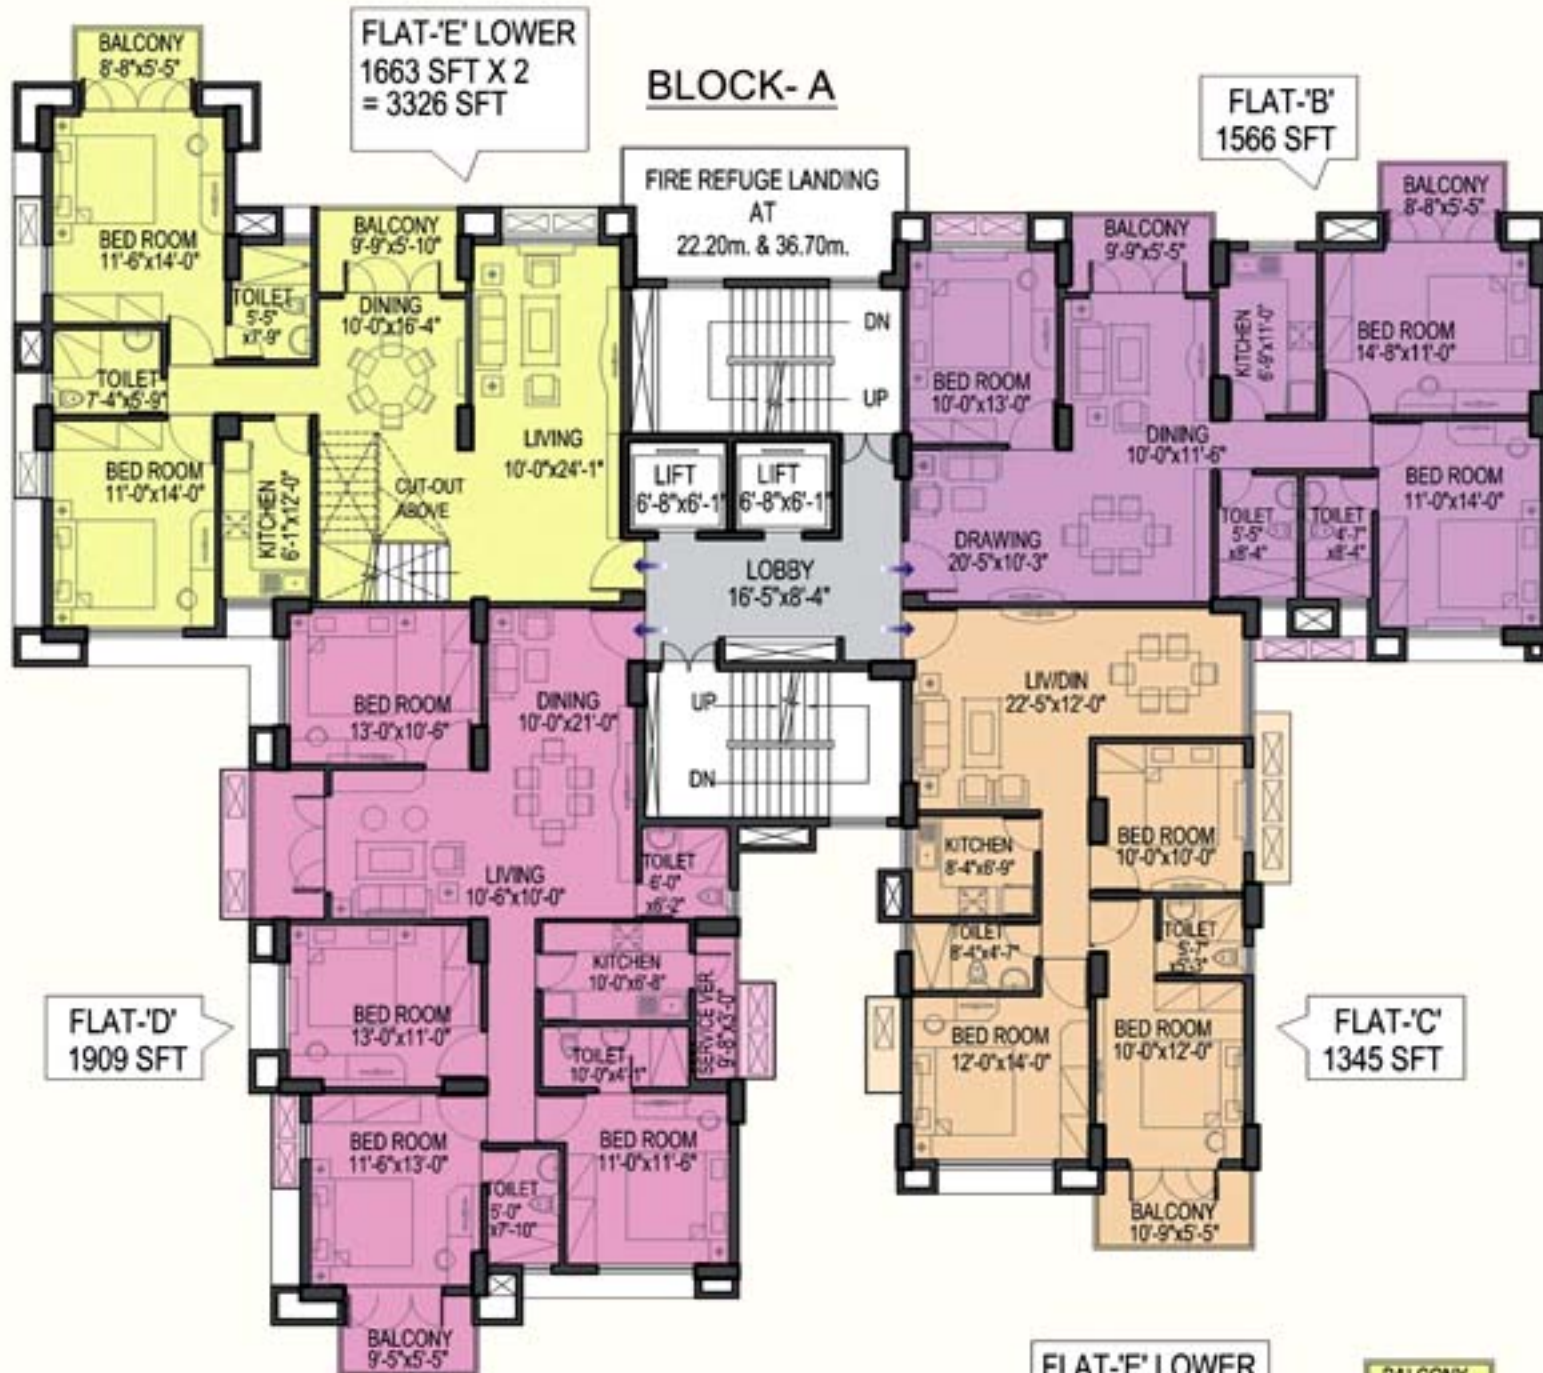 BLOCK- A
FLAT-'E' LOWER
1663 SFT X 2
= 3326 SFT
BALCONY
8'-8"x5'-5"
BED ROOM
11'-6"x14'-0"
TOILET
5'-5"
x7'-9"
BALCONY
9'-9"x5'-10"
DINING
10'-0"x16'-4"
TOILET
7'-4"x5'-9"
BED ROOM
11'-0"x14'-0"
KITCHEN
6'-1"x12'-0"
CUT-OUT
ABOVE
LIVING
10'-0"x24'-1"
FIRE REFUGE LANDING
AT
22.20m. & 36.70m.
DN
UP
LIFT
6'-8"x6'-1"
LIFT
6'-8"x6'-1"
LOBBY
16'-5"x8'-4"
UP
DN
FLAT-'B'
1566 SFT
BALCONY
8'-8"x5'-5"
BALCONY
9'-9"x5'-5"
BED ROOM
10'-0"x13'-0"
KITCHEN
6'-9"x11'-0"
BED ROOM
14'-8"x11'-0"
DINING
10'-0"x11'-6"
BED ROOM
11'-0"x14'-0"
DRAWING
20'-5"x10'-3"
TOILET
5'-5"
x8'-4"
TOILET
4'-7"
x8'-4"
FLAT-'D'
1909 SFT
BED ROOM
13'-0"x10'-6"
DINING
10'-0"x21'-0"
LIVING
10'-6"x10'-0"
TOILET
6'-0"
x6'-2"
KITCHEN
10'-0"x6'-8"
SERVICE VER.
9'-8"x3'-0"
BED ROOM
13'-0"x11'-0"
TOILET
10'-0"x4'-1"
BED ROOM
11'-6"x13'-0"
TOILET
5'-0"
x7'-10"
BED ROOM
11'-0"x11'-6"
BALCONY
9'-5"x5'-5"
FLAT-'C'
1345 SFT
LIV/DIN
22'-5"x12'-0"
KITCHEN
8'-4"x6'-9"
BED ROOM
10'-0"x10'-0"
TOILET
8'-4"x4'-7"
TOILET
BED ROOM
12'-0"x14'-0"
BED ROOM
10'-0"x12'-0"
BALCONY
10'-9"x5'-5"
FLAT-'E' LOWER
BALCONY